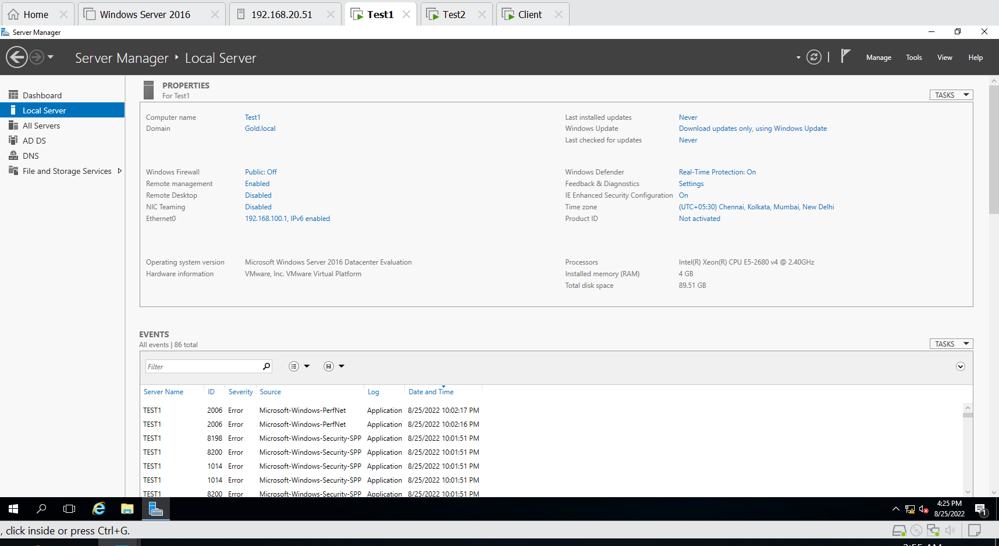 Home
Windows Server 2016
192.168.20.51
Test1
Test2
Client
Server Manager
Server Manager ‣ Local Server
Manage
Tools
View
Help
Dashboard
Local Server
All Servers
AD DS
DNS
File and Storage Services
PROPERTIES
For Test1
TASKS
Computer name Test1
Domain Gold.local
Last installed updates Never
Windows Update Download updates only, using Windows Update
Last checked for updates Never
Windows Firewall Public: Off
Remote management Enabled
Remote Desktop Disabled
NIC Teaming Disabled
Ethernet0 192.168.100.1, IPv6 enabled
Windows Defender Real-Time Protection: On
Feedback & Diagnostics Settings
IE Enhanced Security Configuration On
Time zone (UTC+05:30) Chennai, Kolkata, Mumbai, New Delhi
Product ID Not activated
Operating system version Microsoft Windows Server 2016 Datacenter Evaluation
Hardware information VMware, Inc. VMware Virtual Platform
Processors Intel(R) Xeon(R) CPU E5-2680 v4 @ 2.40GHz
Installed memory (RAM) 4 GB
Total disk space 89.51 GB
EVENTS
All events | 86 total
TASKS
Filter
Server Name ID Severity Source Log Date and Time
TEST1 2006 Error Microsoft-Windows-PerfNet Application 8/25/2022 10:02:17 PM
TEST1 2006 Error Microsoft-Windows-PerfNet Application 8/25/2022 10:02:16 PM
TEST1 8198 Error Microsoft-Windows-Security-SPP Application 8/25/2022 10:01:51 PM
TEST1 8200 Error Microsoft-Windows-Security-SPP Application 8/25/2022 10:01:51 PM
TEST1 1014 Error Microsoft-Windows-Security-SPP Application 8/25/2022 10:01:51 PM
TEST1 1014 Error Microsoft-Windows-Security-SPP Application 8/25/2022 10:01:51 PM
TEST1 8200 Error Microsoft-Windows-Security-SPP Application 8/25/2022 10:01:51 PM
4:25 PM
8/25/2022
1
, click inside or press Ctrl+G.